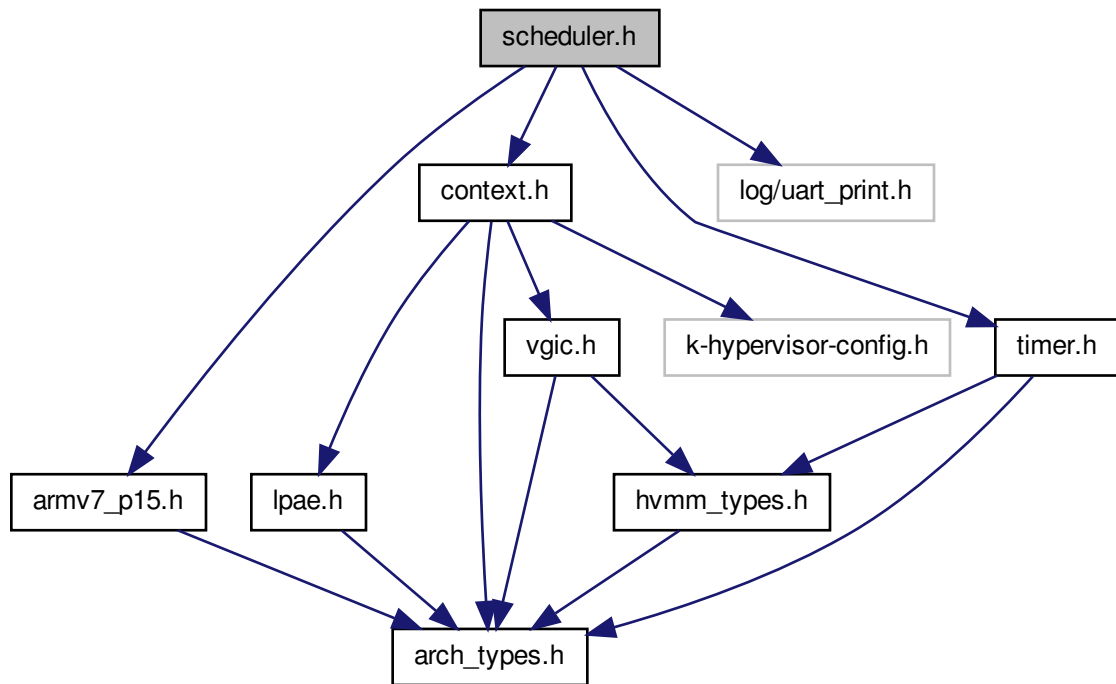 scheduler.h
context.h
log/uart_print.h
vgic.h
k-hypervisor-config.h
timer.h
armv7_p15.h
lpae.h
hvmm_types.h
arch_types.h